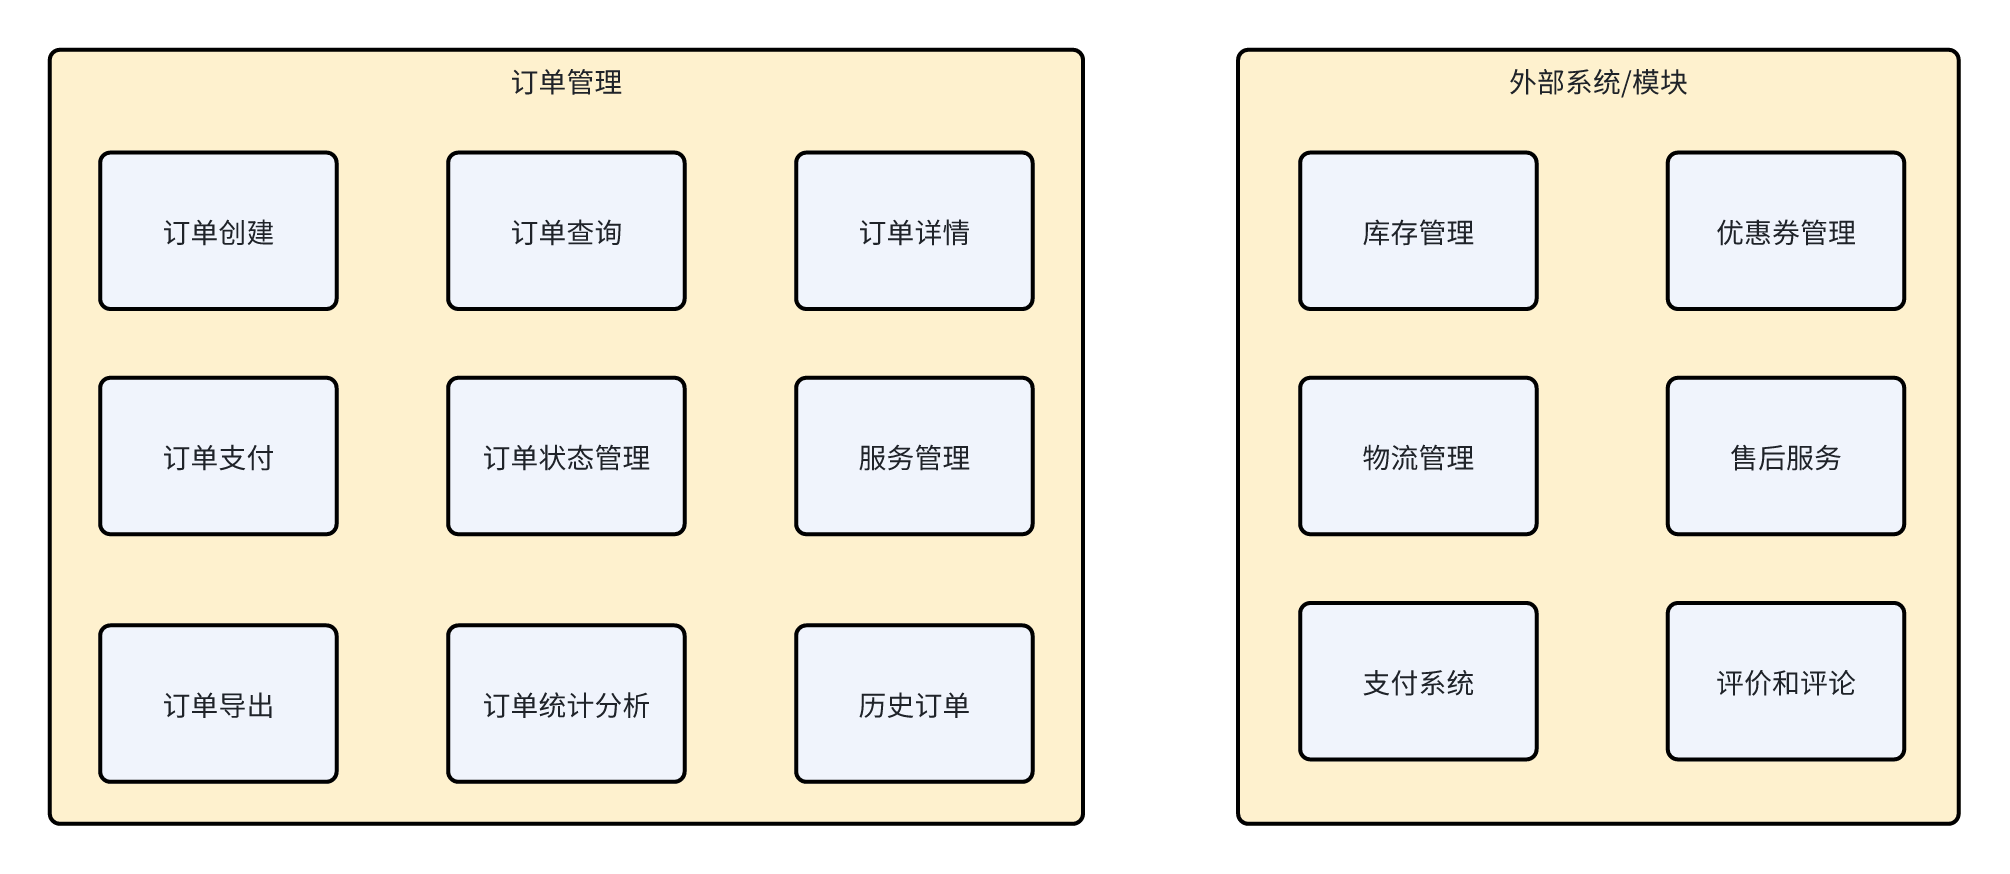 订单管理
订单创建
订单查询
订单详情
订单支付
订单状态管理
服务管理
订单导出
订单统计分析
历史订单
外部系统/模块
库存管理
优惠券管理
物流管理
售后服务
支付系统
评价和评论